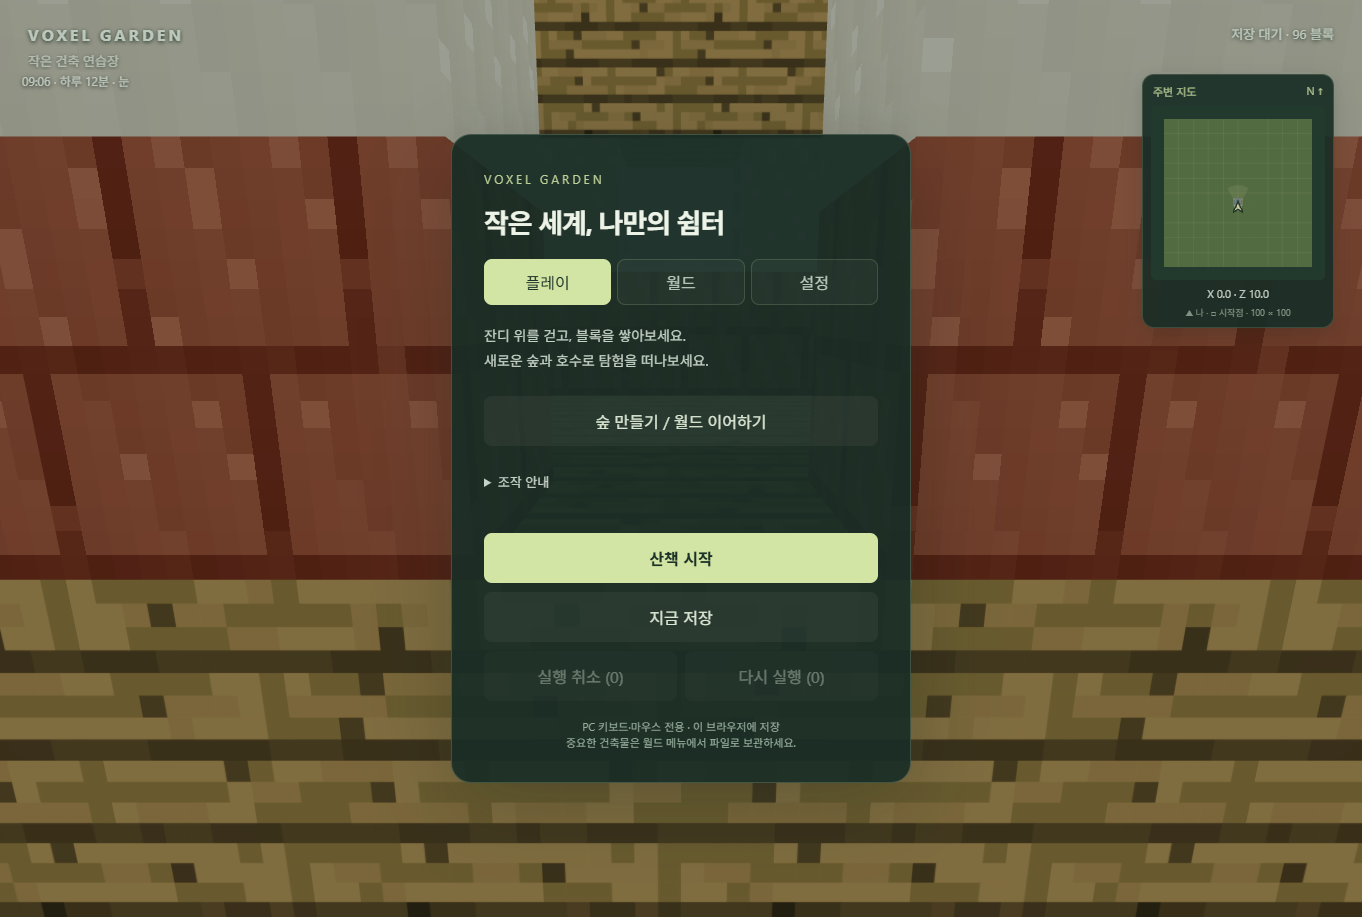 VOXEL GARDEN
작은 건축 연습장
09:06 · 하루 12분 · 눈
저장 대기 · 96 블록
주변 지도
N ↑
X 0.0 · Z 10.0
▲ 나 · □ 시작점 · 100 × 100
VOXEL GARDEN
작은 세계, 나만의 쉼터
플레이
월드
설정
잔디 위를 걷고, 블록을 쌓아보세요.
새로운 숲과 호수로 탐험을 떠나보세요.
숲 만들기 / 월드 이어하기
▶ 조작 안내
산책 시작
지금 저장
실행 취소 (0)
다시 실행 (0)
PC 키보드·마우스 전용 · 이 브라우저에 저장
중요한 건축물은 월드 메뉴에서 파일로 보관하세요.